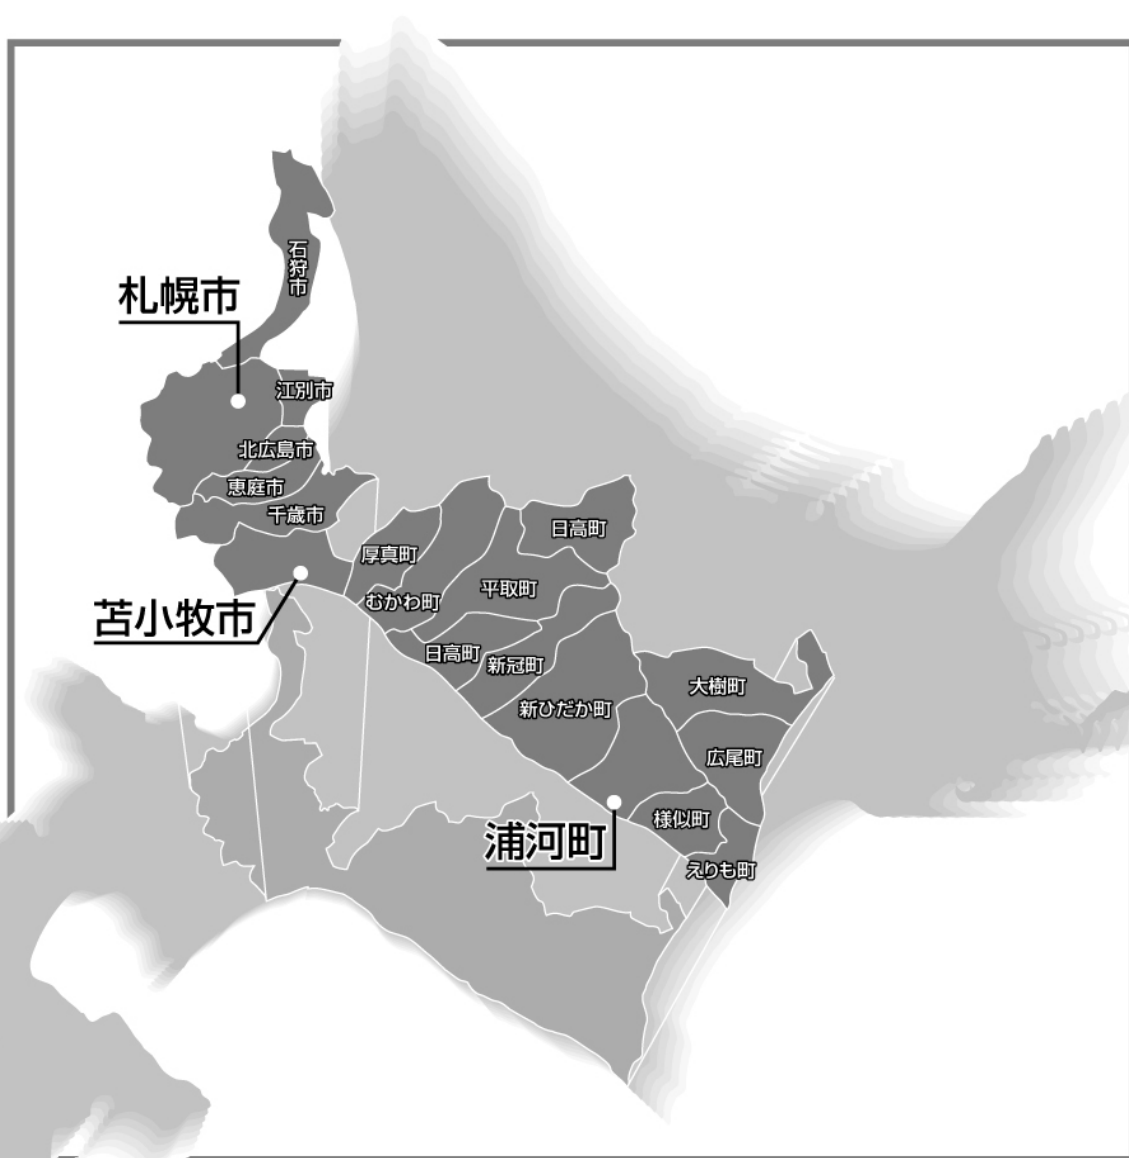 石狩市
札幌市
江別市
北広島市
恵庭市
千歳市
日高町
厚真町
平取町
むかわ町
苫小牧市
日高町
新冠町
大樹町
新ひだか町
広尾町
様似町
浦河町
えりも町